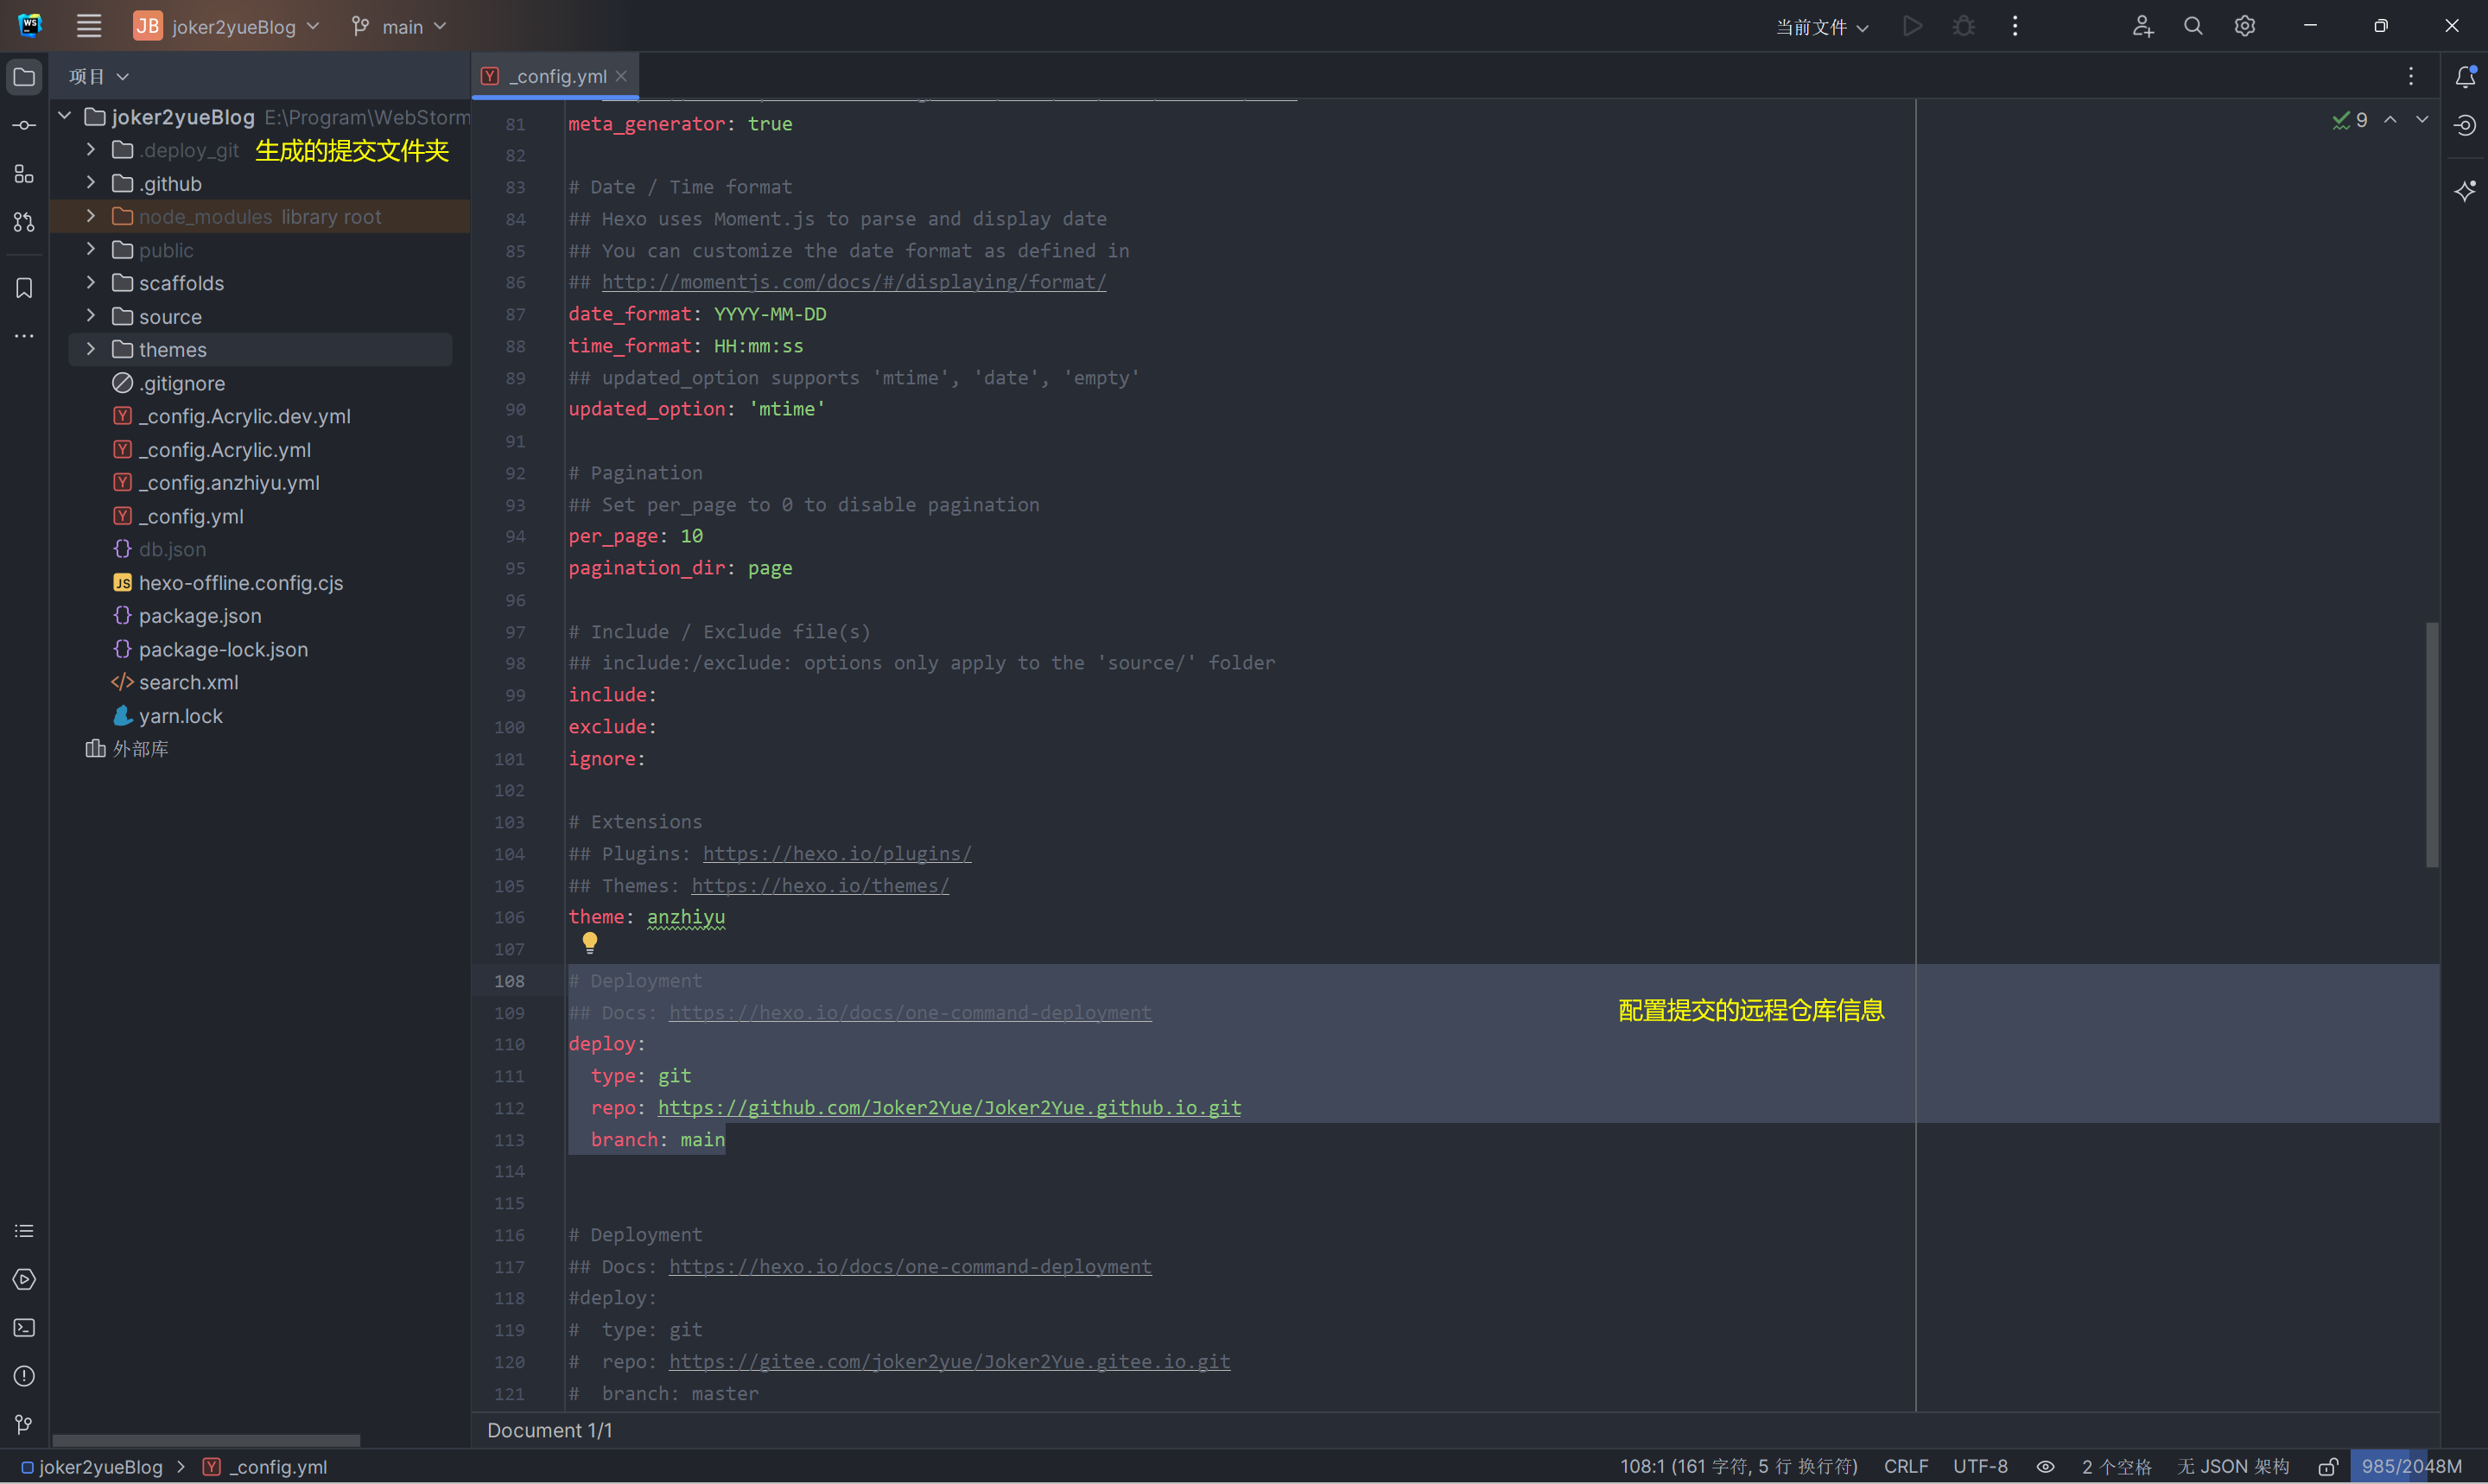 WS
JB joker2yueBlog main
当前文件
项目
_config.yml
joker2yueBlog E:\Program\WebStorm
.deploy_git 生成的提交文件夹
.github
node_modules library root
public
scaffolds
source
themes
.gitignore
_config.Acrylic.dev.yml
_config.Acrylic.yml
_config.anzhiyu.yml
_config.yml
db.json
JS hexo-offline.config.cjs
package.json
package-lock.json
search.xml
yarn.lock
外部库
9
81 meta_generator: true
82
83 # Date / Time format
84 ## Hexo uses Moment.js to parse and display date
85 ## You can customize the date format as defined in
86 ## http://momentjs.com/docs/#/displaying/format/
87 date_format: YYYY-MM-DD
88 time_format: HH:mm:ss
89 ## updated_option supports 'mtime', 'date', 'empty'
90 updated_option: 'mtime'
91
92 # Pagination
93 ## Set per_page to 0 to disable pagination
94 per_page: 10
95 pagination_dir: page
96
97 # Include / Exclude file(s)
98 ## include:/exclude: options only apply to the 'source/' folder
99 include:
100 exclude:
101 ignore:
102
103 # Extensions
104 ## Plugins: https://hexo.io/plugins/
105 ## Themes: https://hexo.io/themes/
106 theme: anzhiyu
107
108 # Deployment
109 ## Docs: https://hexo.io/docs/one-command-deployment
配置提交的远程仓库信息
110 deploy:
111   type: git
112   repo: https://github.com/Joker2Yue/Joker2Yue.github.io.git
113   branch: main
114
115
116 # Deployment
117 ## Docs: https://hexo.io/docs/one-command-deployment
118 #deploy:
119 #  type: git
120 #  repo: https://gitee.com/joker2yue/Joker2Yue.gitee.io.git
121 #  branch: master
Document 1/1
joker2yueBlog > _config.yml
108:1 (161 字符, 5 行 换行符) CRLF UTF-8 2 个空格 无 JSON 架构 985/2048M